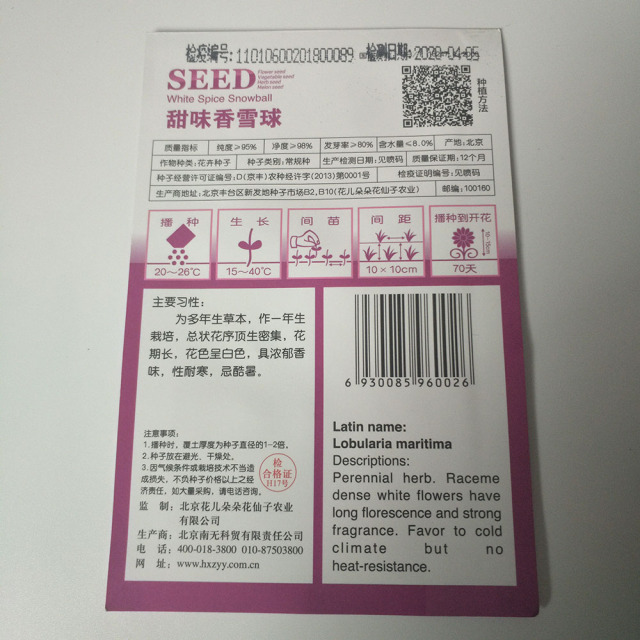 检疫编号:11010600201800089 检测日期:2020-04-05
SEED
Flower seed
Vegetable seed
Herb seed
Melon seed
种植方法
White Spice Snowball
甜味香雪球
质量指标 纯度≥95% 净度≥98% 发芽率≥80% 含水量≤8.0% 产地:北京
作物种类:花卉种子 种子类别:常规种 生产检测日期:见喷码 质量保证期:12个月
种子经营许可证编号:D(京丰)农种经许字(2013)第0001号 检疫证明编号:见喷码
生产商地址:北京丰台区新发地种子市场B2,B10(花儿朵朵花仙子农业) 邮编:100160
播种 生长 间苗 间距 播种到开花
20～26℃ 15～40℃ 10×10cm 70天
主要习性:
为多年生草本，作一年生
栽培，总状花序顶生密集，花
期长，花色呈白色，具浓郁香
味，性耐寒，忌酷暑。
6 930085 960026
注意事项:
1.播种时，覆土厚度为种子直径的1-2倍。
2.种子放在避光、干燥处。
3.因气候条件或栽培技术不当造
成损失，不负种子价格以上之经
济责任，如大量采购，请电话咨询。
检
合格证
H17号
监 制: 北京花儿朵朵花仙子农业
有限公司
生产商: 北京南无科贸有限责任公司
电 话: 400-018-3800 010-87503800
网 址: www.hxzyy.com.cn
Latin name:
Lobularia maritima
Descriptions:
Perennial herb. Raceme
dense white flowers have
long florescence and strong
fragrance. Favor to cold
climate but no
heat-resistance.